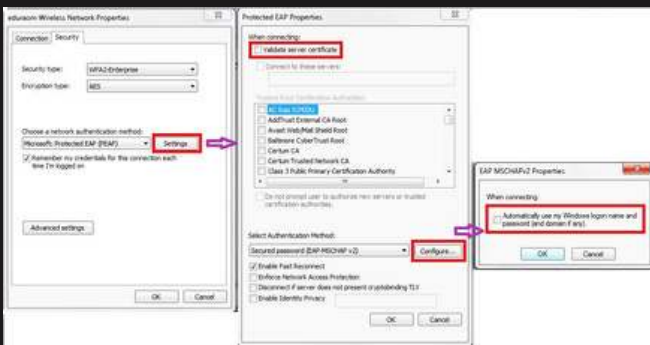 eduroam Wireless Network Properties
Connection
Security
Security type:
WPA2-Enterprise
Encryption type:
AES
Choose a network authentication method:
Microsoft: Protected EAP (PEAP)
Settings
Remember my credentials for this connection each
time I'm logged on
Advanced settings
OK
Cancel
Protected EAP Properties
When connecting:
Validate server certificate
Connect to these servers:
Trusted Root Certification Authorities:
AddTrust External CA Root
Avast Web/Mail Shield Root
Baltimore CyberTrust Root
Certum CA
Certum Trusted Network CA
Class 3 Public Primary Certification Authority
Do not prompt user to authorize new servers or trusted
certification authorities.
Select Authentication Method:
Secured password (EAP-MSCHAP v2)
Configure...
Enable Fast Reconnect
Enforce Network Access Protection
Disconnect if server does not present cryptobinding TLV
Enable Identity Privacy
OK
Cancel
EAP MSCHAPv2 Properties
When connecting:
Automatically use my Windows logon name and
password (and domain if any).
OK
Cancel